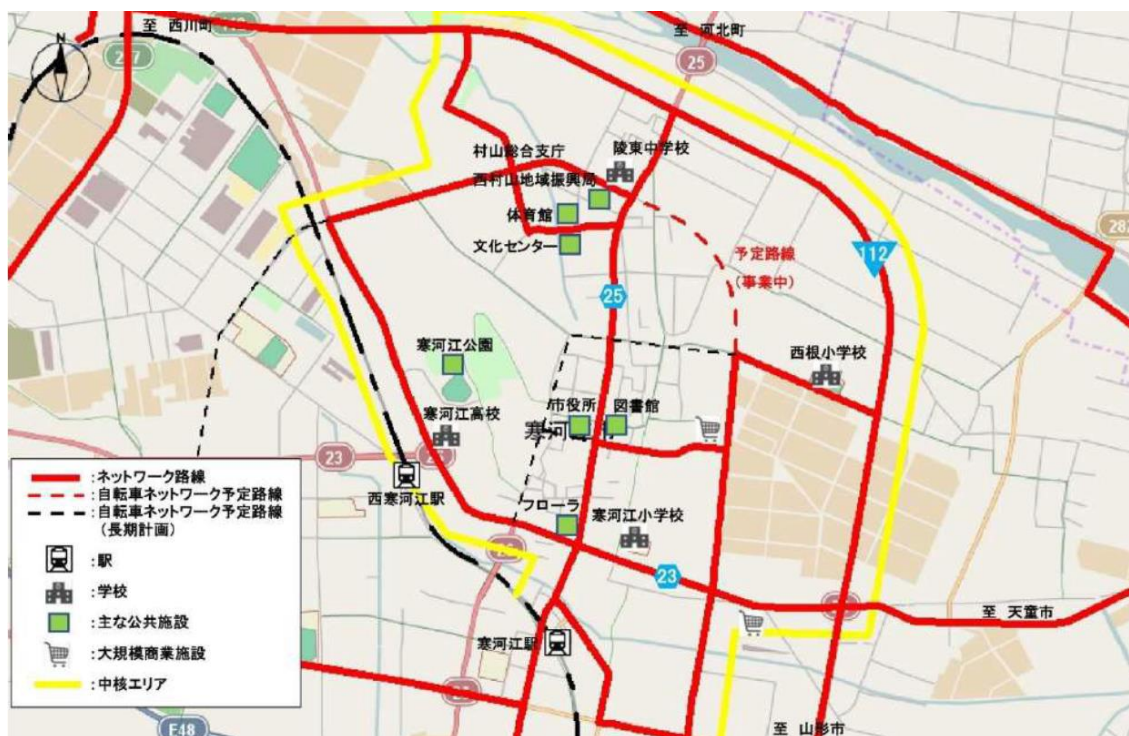 至 西川町
至 河北町
N
287
112
25
村山総合支庁
陵東中学校
西村山地域振興局
体育館
文化センター
予定路線
（事業中）
112
287
25
寒河江公園
西根小学校
市役所
図書館
寒河
寒河江高校
23
西寒河江駅
フローラ
寒河江小学校
23
至 天童市
寒河江駅
至 山形市
E48
:ネットワーク路線
:自転車ネットワーク予定路線
:自転車ネットワーク予定路線
（長期計画）
:駅
:学校
:主な公共施設
:大規模商業施設
:中核エリア